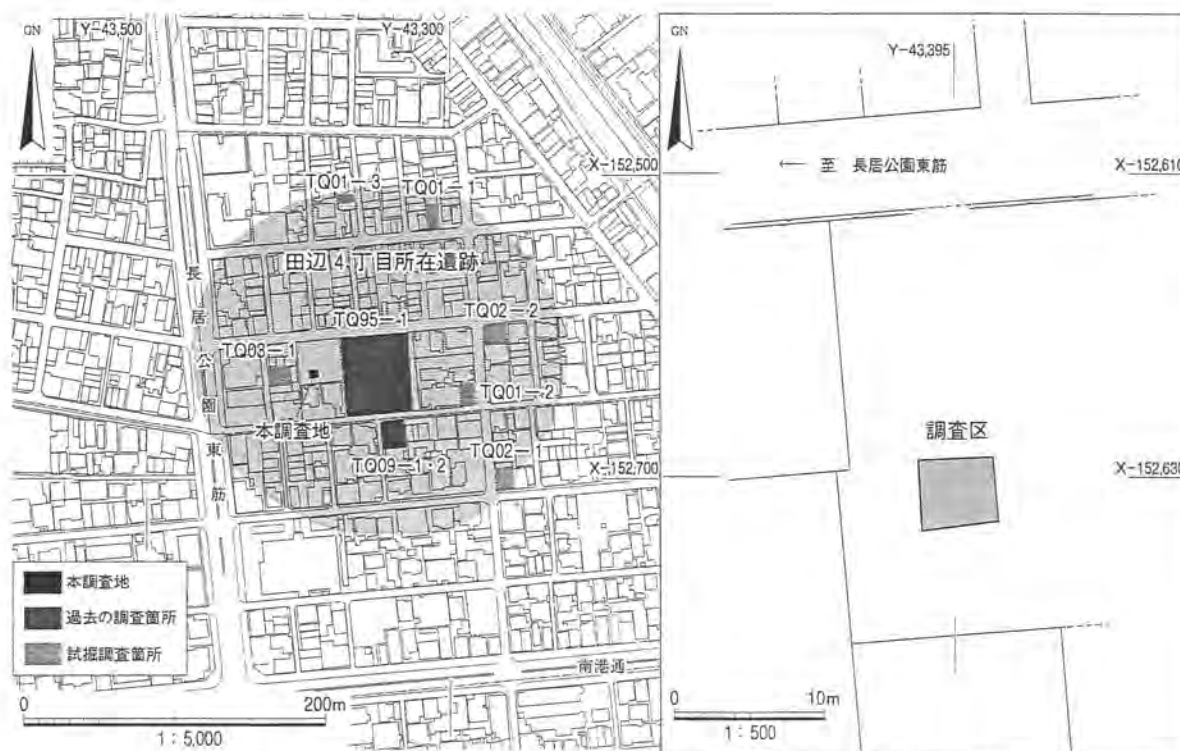 GN
Y-43,500
Y-43,300
X-152,500
TQ01-3
TQ01-1
田辺4丁目所在遺跡
TQ02-2
TQ95-1
TQ03-1
TQ01-2
本調査地
TQ02-1
TQ09-1・2
X-152,700
長居公園東筋
本調査地
過去の調査箇所
試掘調査箇所
南港通
0
200m
1:5,000
GN
Y-43,395
X-152,610
← 至 長居公園東筋
調査区
X-152,630
0
10m
1:500